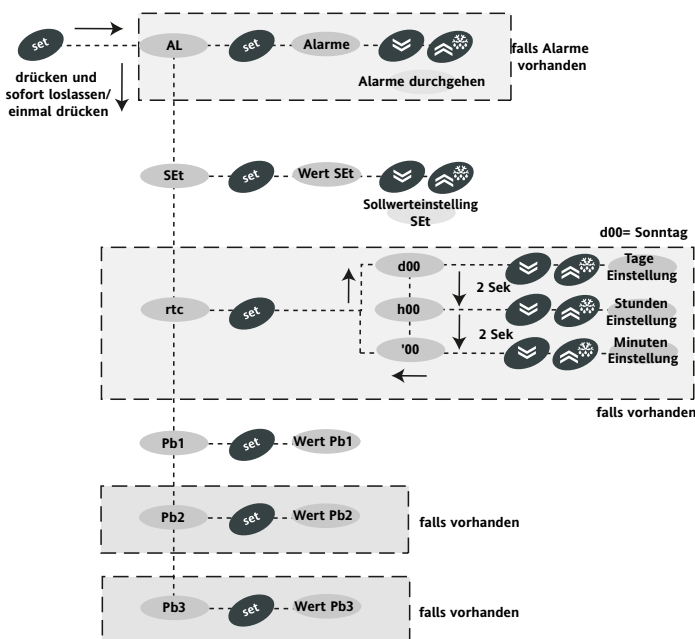 set
AL
set
Alarme
falls Alarme
vorhanden
drücken und
sofort loslassen/
einmal drücken
Alarme durchgehen
SEt
set
Wert SEt
Sollwerteinstelling
SEt
d00= Sonntag
d00
Tage
Einstellung
2 Sek
rtc
set
h00
Stunden
Einstellung
2 Sek
'00
Minuten
Einstellung
falls vorhanden
Pb1
set
Wert Pb1
Pb2
set
Wert Pb2
falls vorhanden
Pb3
set
Wert Pb3
falls vorhanden